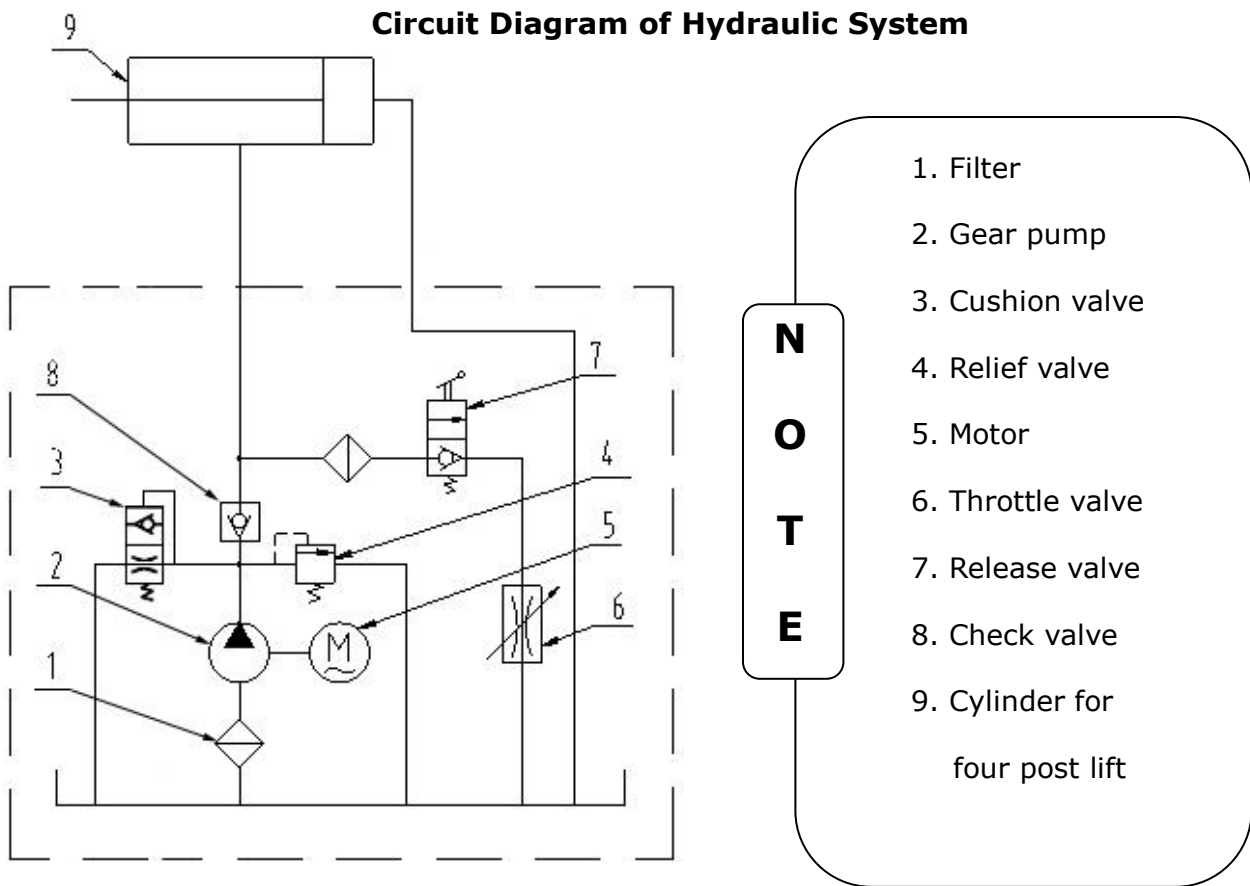 Circuit Diagram of Hydraulic System
9
8
7
3
4
5
2
6
1
M
N
O
T
E
1. Filter
2. Gear pump
3. Cushion valve
4. Relief valve
5. Motor
6. Throttle valve
7. Release valve
8. Check valve
9. Cylinder for
four post lift